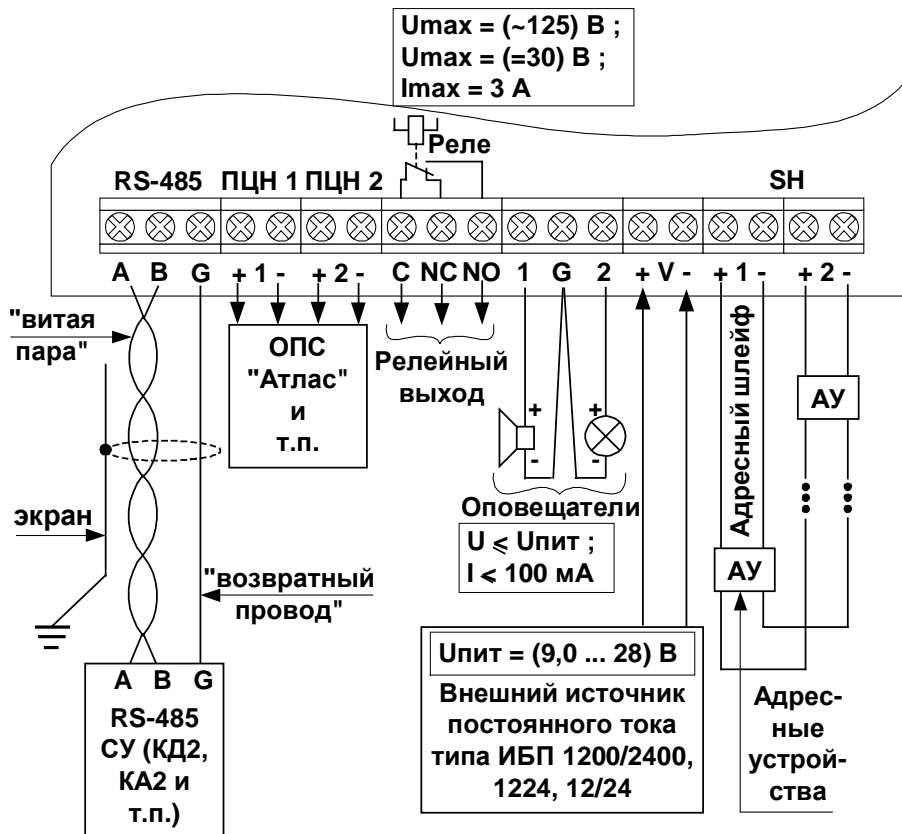 Umax = (~125) В ;
Umax = (=30) В ;
Imax = 3 А
Реле
RS-485 ПЦН 1 ПЦН 2 SH
A B G + 1 - + 2 - C NC NO 1 G 2 + V - + 1 - + 2 -
"витая
пара"
ОПС
"Атлас"
и
т.п.
Релейный
выход
+ -
+ -
Оповещатели
U ⩽ Uпит ;
I ⩽ 100 мА
Адресный шлейф
АУ
АУ
экран
"возвратный
провод"
A B G
RS-485
СУ (КД2,
КА2 и
т.п.)
Uпит = (9,0 ... 28) В
Внешний источник
постоянного тока
типа ИБП 1200/2400,
1224, 12/24
Адрес-
ные
устрой-
ства